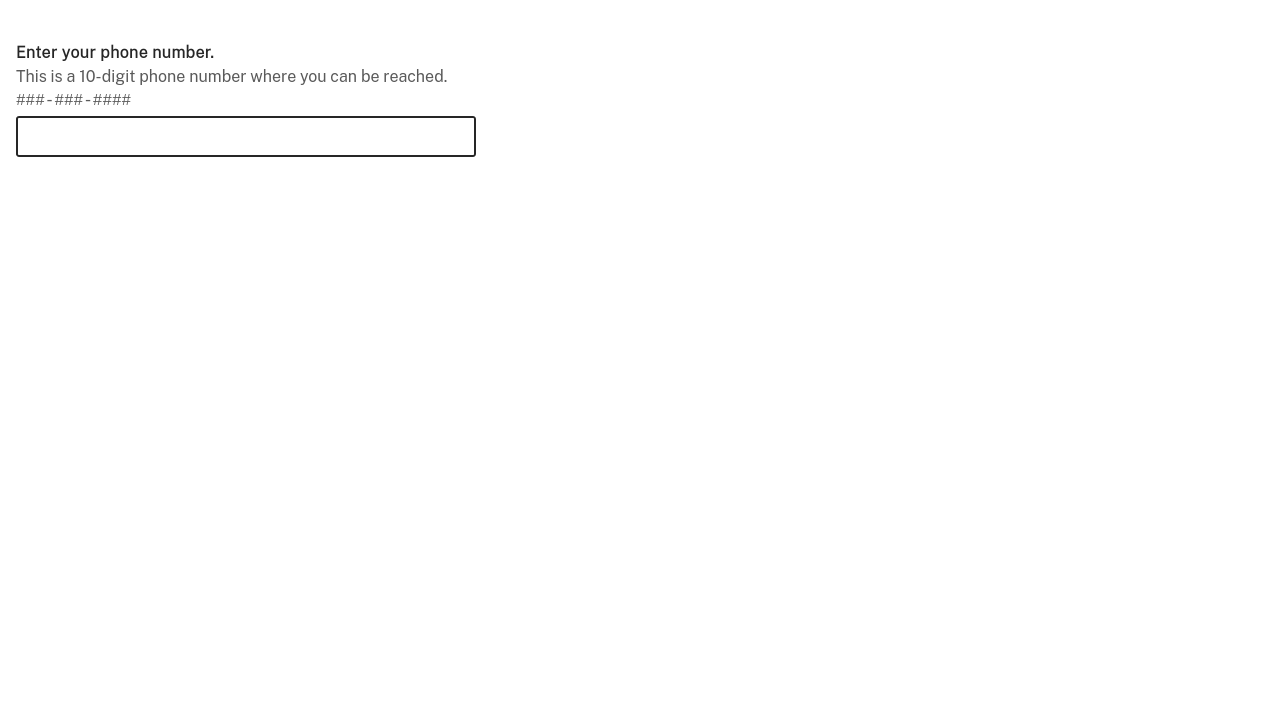 Enter your phone number.
This is a 10-digit phone number where you can be reached.
###-###-####